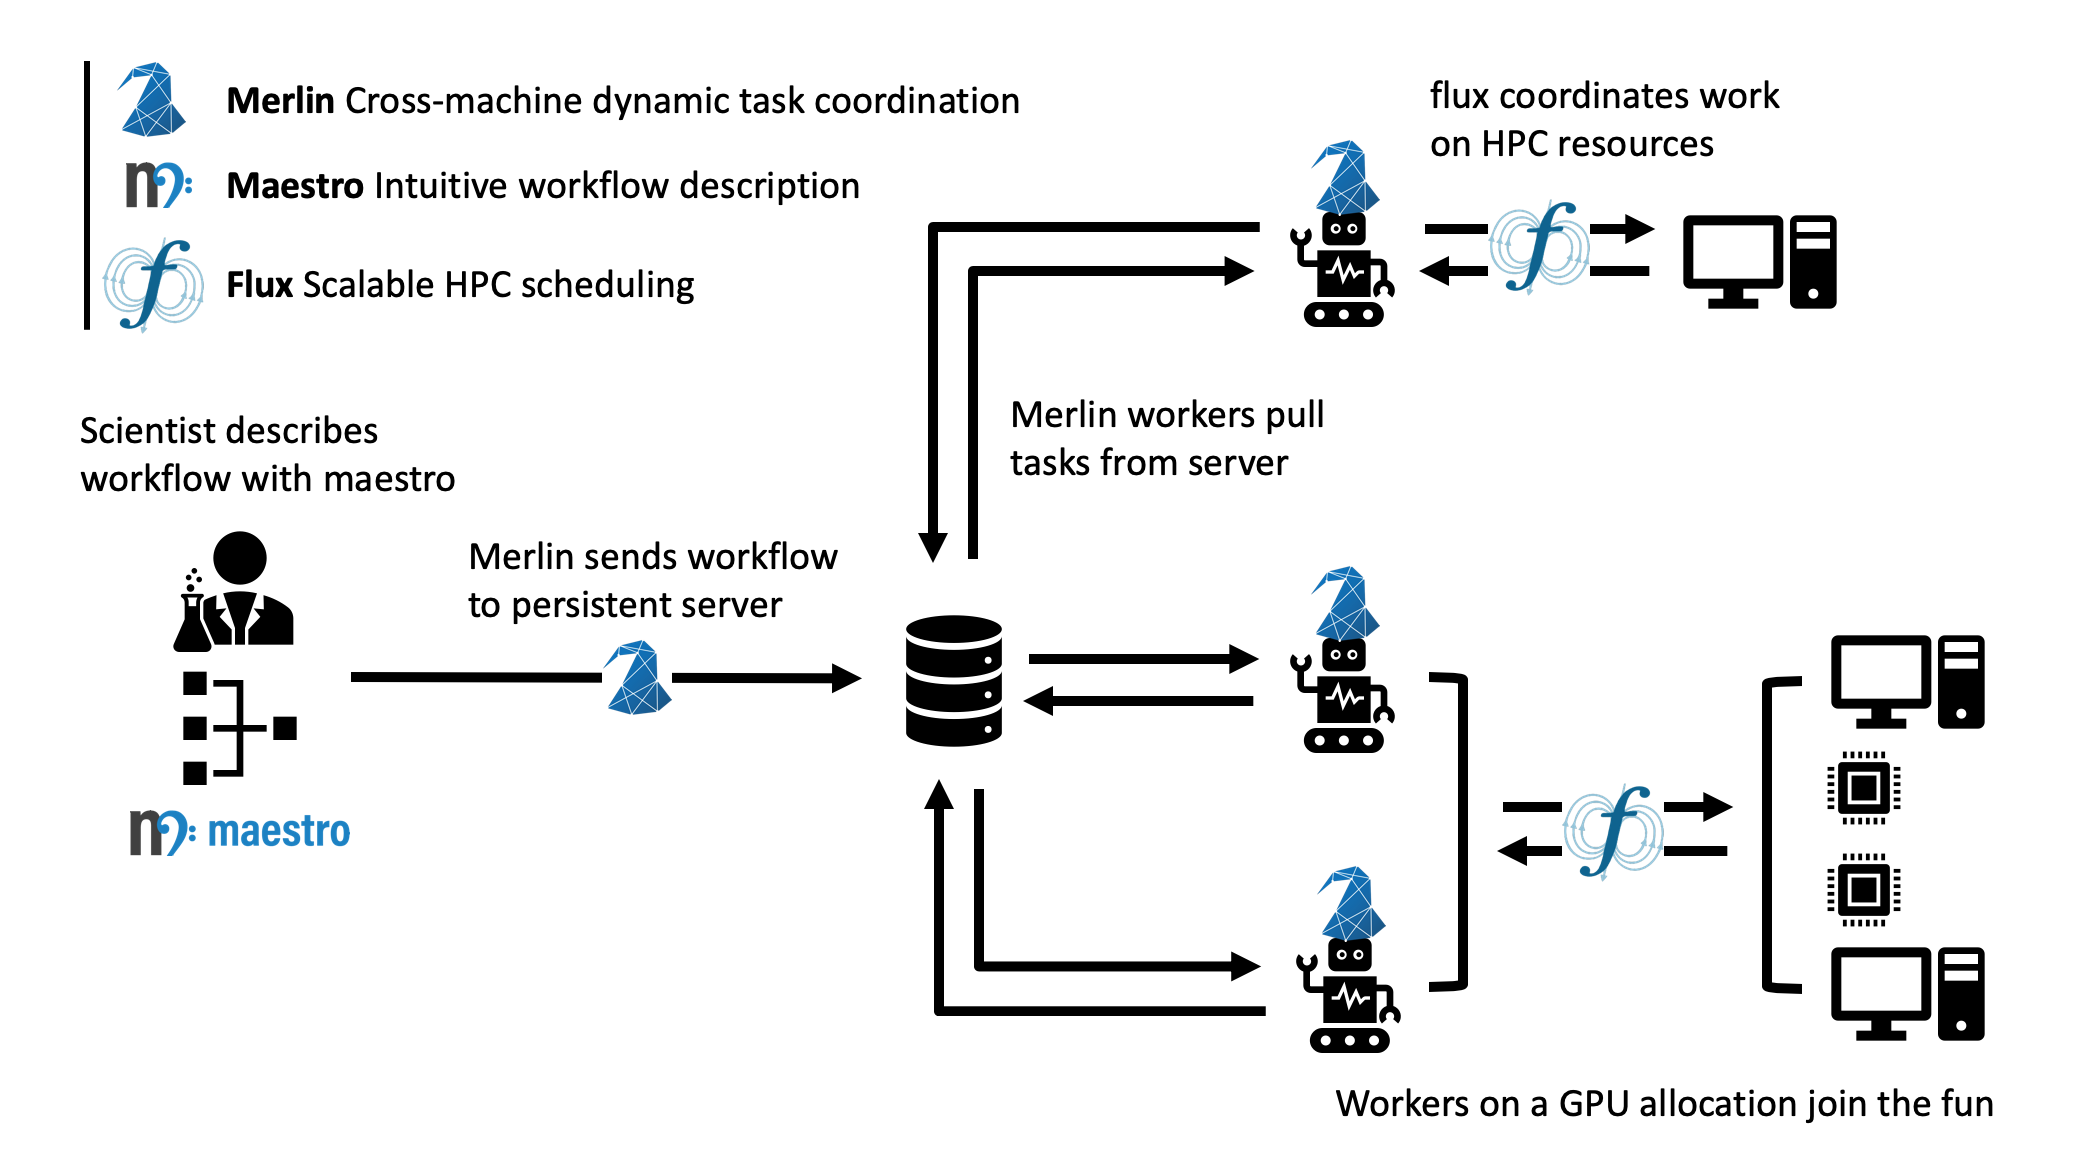 Merlin Cross-machine dynamic task coordination
Maestro Intuitive workflow description
Flux Scalable HPC scheduling
flux coordinates work
on HPC resources
Merlin workers pull
tasks from server
Scientist describes
workflow with maestro
Merlin sends workflow
to persistent server
maestro
Workers on a GPU allocation join the fun